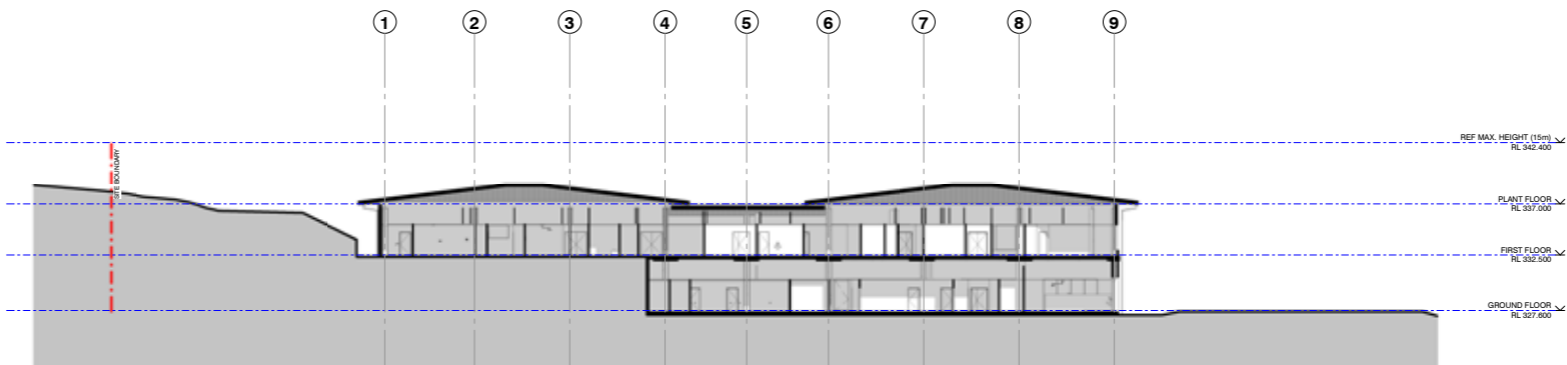 1 2 3 4 5 6 7 8 9
REF MAX. HEIGHT (15m)
RL 342.400
SITE BOUNDARY
PLANT FLOOR
RL 337.000
FIRST FLOOR
RL 332.500
GROUND FLOOR
RL 327.600